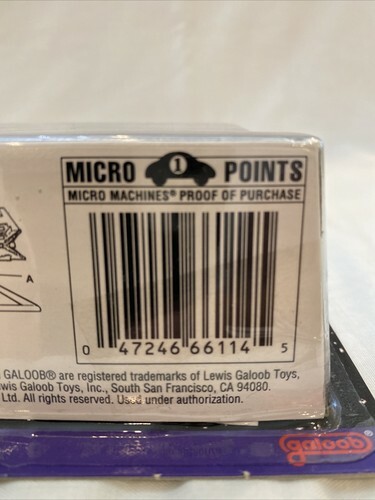 MICRO 1 POINTS
MICRO MACHINES® PROOF OF PURCHASE
A
0 47246 66114 5
GALOOB® are registered trademarks of Lewis Galoob Toys,
wis Galoob Toys, Inc., South San Francisco, CA 94080.
Ltd. All rights reserved. Used under authorization.
galoob